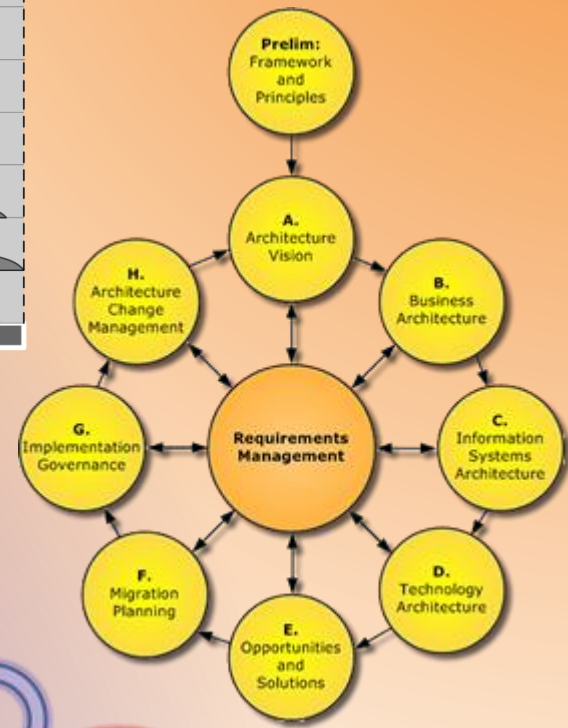 Prelim:
Framework
and
Principles
A.
Architecture
Vision
B.
Business
Architecture
C.
Information
Systems
Architecture
D.
Technology
Architecture
E.
Opportunities
and
Solutions
F.
Migration
Planning
G.
Implementation
Governance
H.
Architecture
Change
Management
Requirements
Management